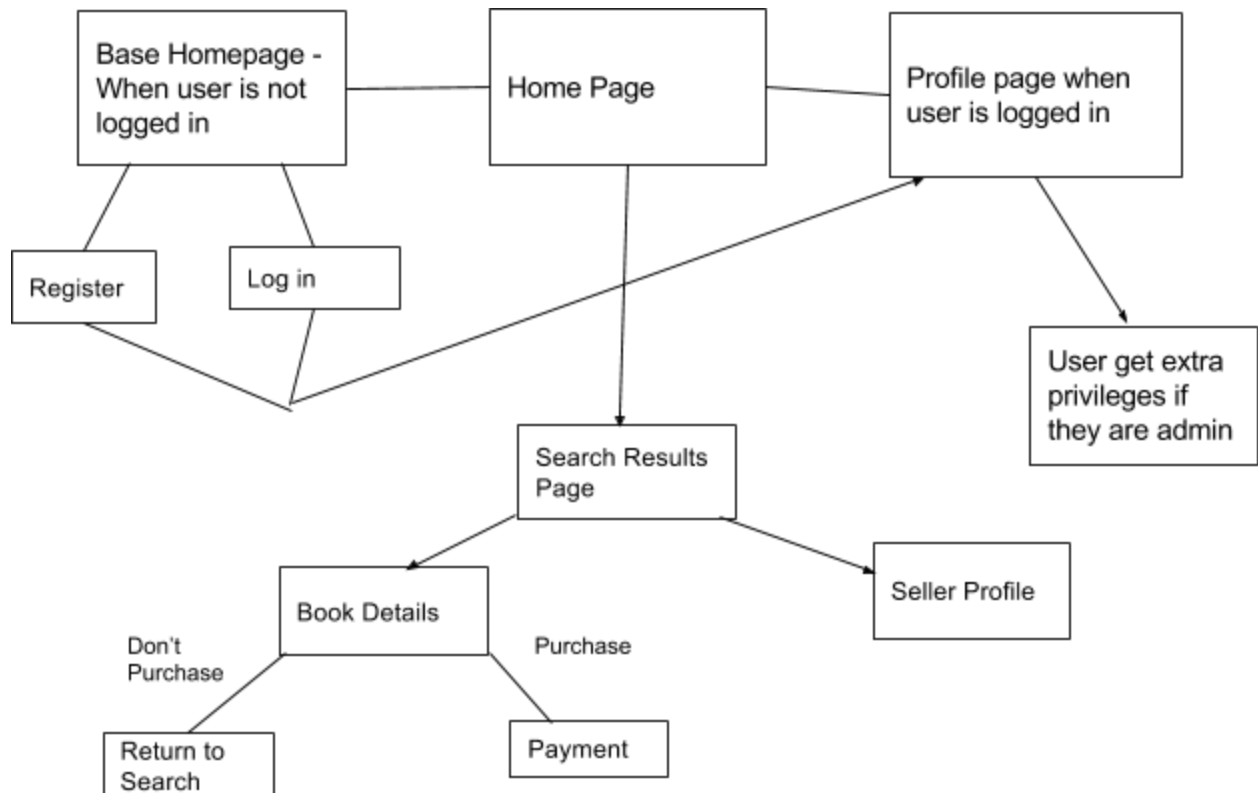 Base Homepage -
When user is not
logged in
Home Page
Profile page when
user is logged in
Register
Log in
User get extra
privileges if
they are admin
Search Results
Page
Seller Profile
Book Details
Don't
Purchase
Purchase
Return to
Search
Payment